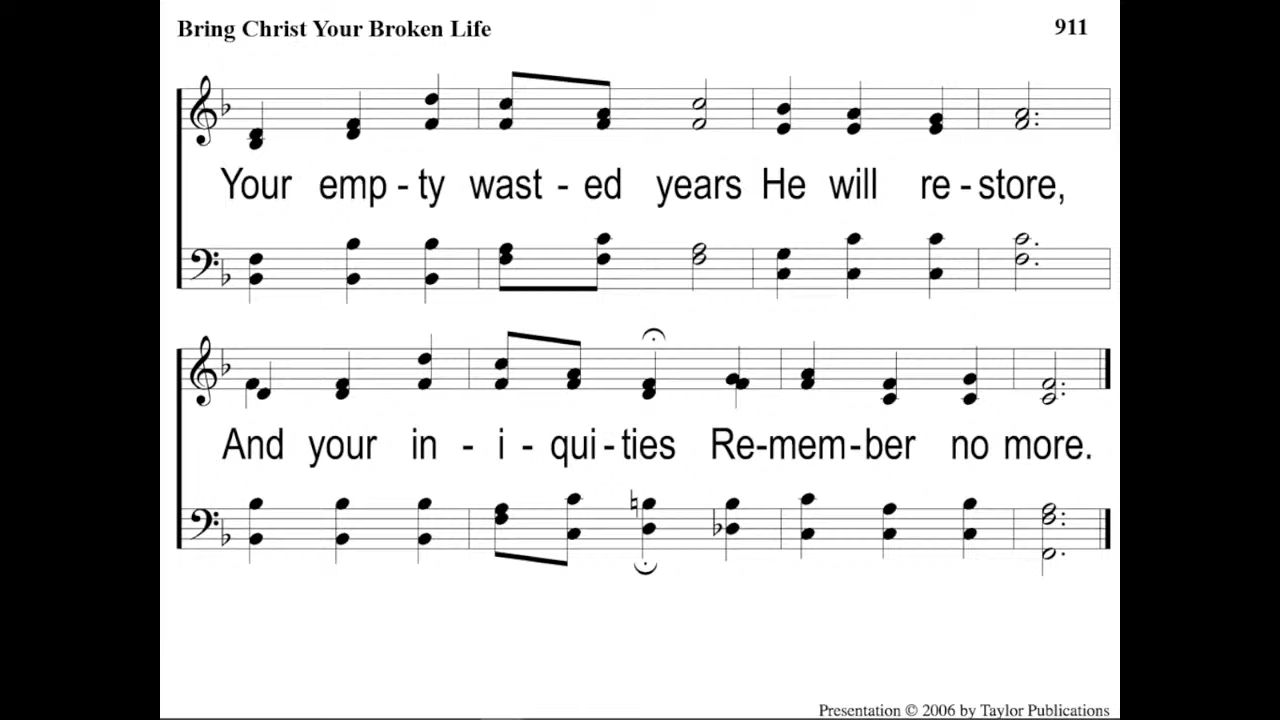 Bring Christ Your Broken Life 911
Your emp - ty wast - ed years He will re - store,
And your in - i - qui - ties Re-mem-ber no more.
Presentation © 2006 by Taylor Publications